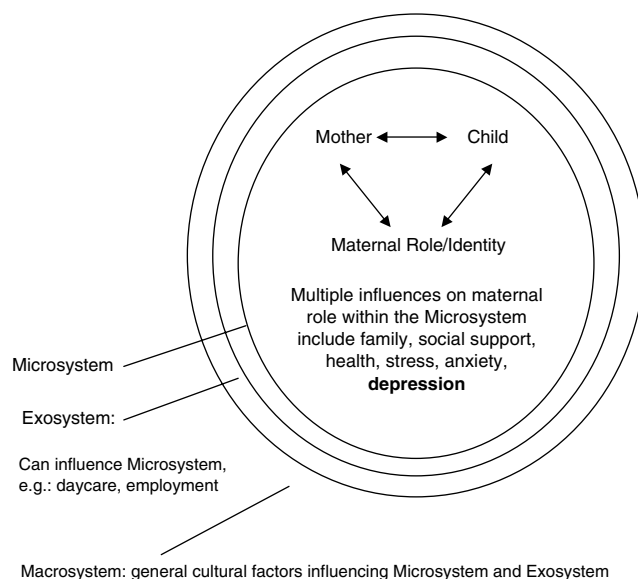 Mother
Child
Maternal Role/Identity
Multiple influences on maternal
role within the Microsystem
include family, social support,
health, stress, anxiety,
depression
Microsystem
Exosystem:
Can influence Microsystem,
e.g.: daycare, employment
Macrosystem: general cultural factors influencing Microsystem and Exosystem